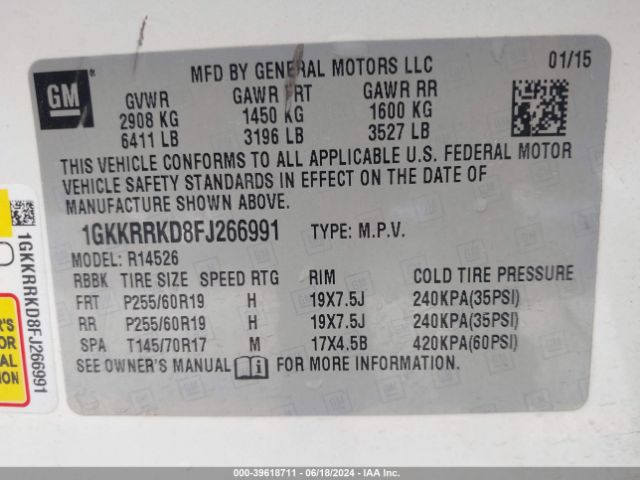 GM
MFD BY GENERAL MOTORS LLC
01/15
GVWR GAWR FRT GAWR RR
2908 KG 1450 KG 1600 KG
6411 LB 3196 LB 3527 LB
THIS VEHICLE CONFORMS TO ALL APPLICABLE U.S. FEDERAL MOTOR
VEHICLE SAFETY STANDARDS IN EFFECT ON THE DATE OF
MANUFACTURE SHOWN ABOVE.
1GKKRRKD8FJ266991 TYPE: M.P.V.
MODEL: R14526
RBBK TIRE SIZE SPEED RTG RIM COLD TIRE PRESSURE
FRT P255/60R19 H 19X7.5J 240KPA(35PSI)
RR P255/60R19 H 19X7.5J 240KPA(35PSI)
SPA T145/70R17 M 17X4.5B 420KPA(60PSI)
SEE OWNER'S MANUAL FOR MORE INFORMATION
1GKKRRKD8FJ266991
000-39618711 - 06/18/2024 - IAA Inc.